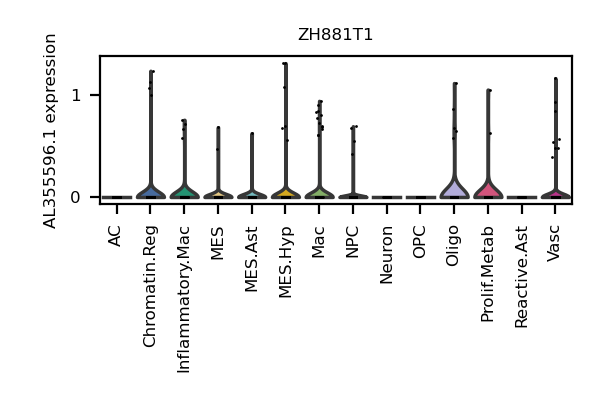 ZH881T1
AL355596.1 expression
1
0
AC
Chromatin.Reg
Inflammatory.Mac
MES
MES.Ast
MES.Hyp
Mac
NPC
Neuron
OPC
Oligo
Prolif.Metab
Reactive.Ast
Vasc